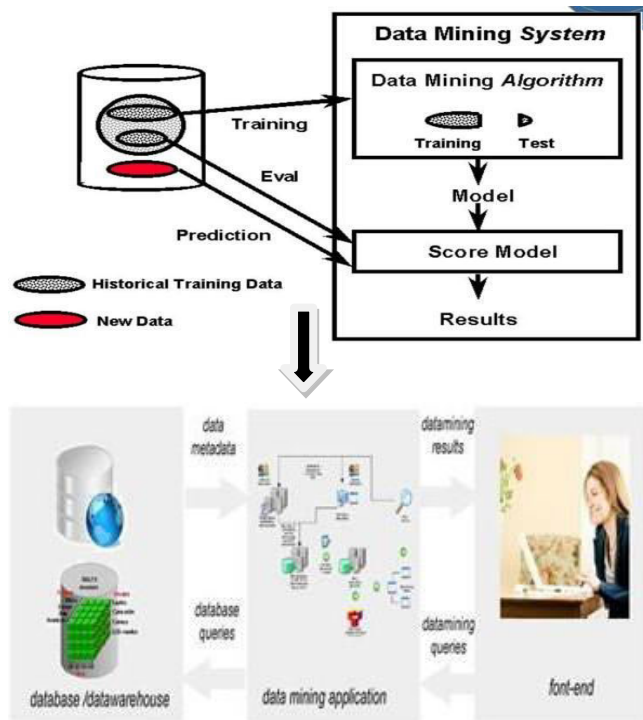 Data Mining System
Data Mining Algorithm
Training
Test
Training
Eval
Model
Prediction
Score Model
Historical Training Data
New Data
Results
data
metadata
datamining
results
database
queries
datamining
queries
database /datawarehouse
data mining application
font-end